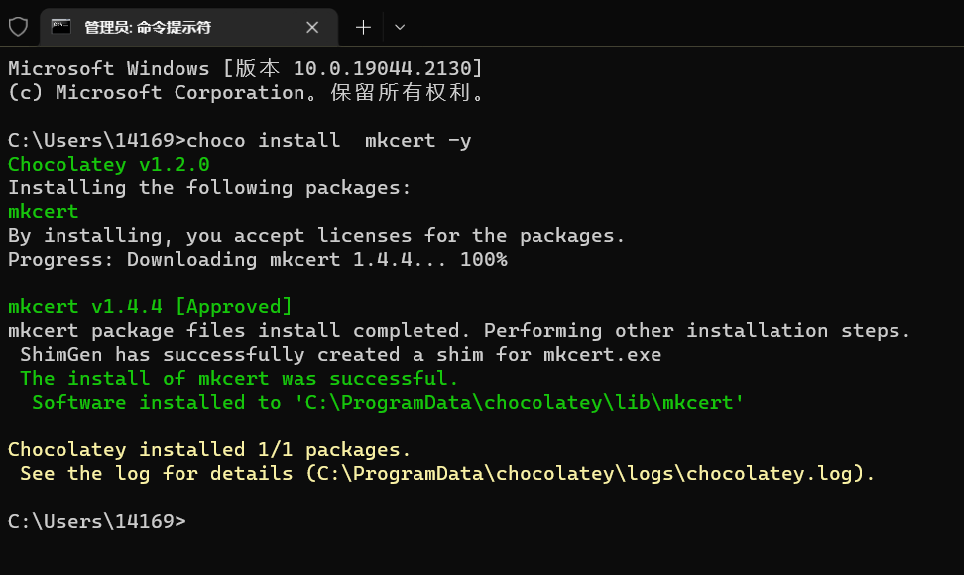 管理员: 命令提示符
Microsoft Windows [版本 10.0.19044.2130]
(c) Microsoft Corporation。保留所有权利。
C:\Users\14169>choco install  mkcert -y
Chocolatey v1.2.0
Installing the following packages:
mkcert
By installing, you accept licenses for the packages.
Progress: Downloading mkcert 1.4.4... 100%
mkcert v1.4.4 [Approved]
mkcert package files install completed. Performing other installation steps.
ShimGen has successfully created a shim for mkcert.exe
The install of mkcert was successful.
Software installed to 'C:\ProgramData\chocolatey\lib\mkcert'
Chocolatey installed 1/1 packages.
See the log for details (C:\ProgramData\chocolatey\logs\chocolatey.log).
C:\Users\14169>